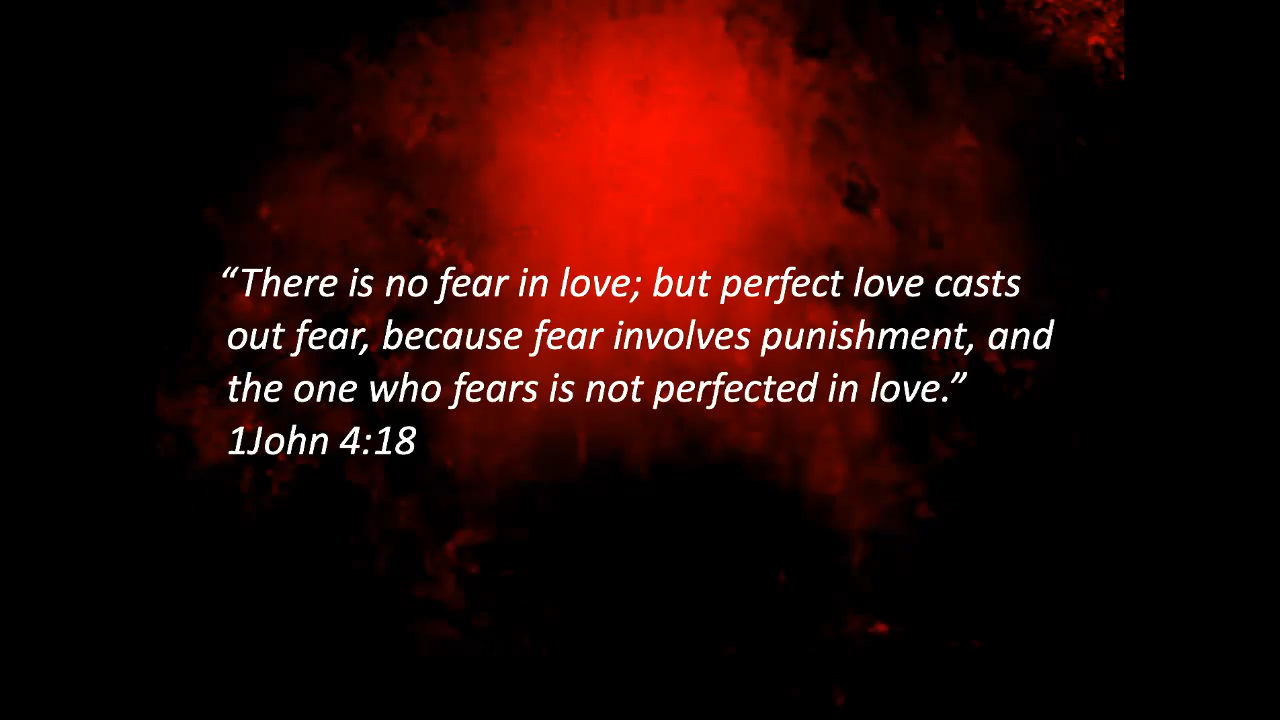 “There is no fear in love; but perfect love casts
out fear, because fear involves punishment, and
the one who fears is not perfected in love.”
1John 4:18